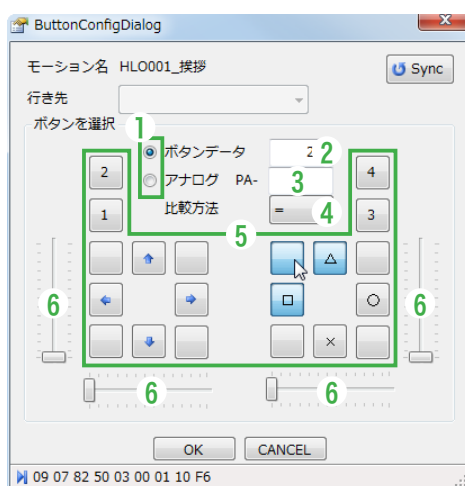 ButtonConfigDialog
モーション名 HLO001_挨拶
Sync
行き先
ボタンを選択
1
ボタンデータ 2 2
アナログ PA- 3
比較方法 = 4
2
4
1
3
5
6
6
6
6
OK CANCEL
09 07 82 50 03 00 01 10 F6